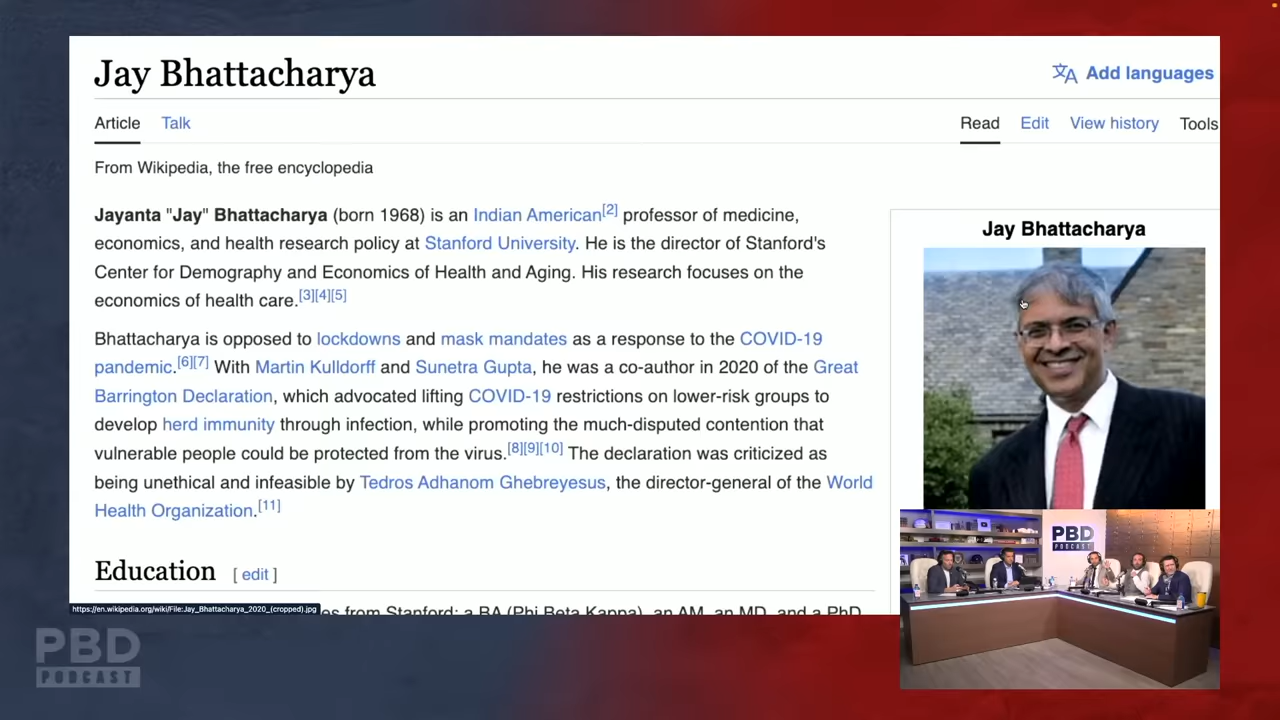 Jay Bhattacharya
Add languages
Article Talk
Read Edit View history Tools
From Wikipedia, the free encyclopedia
Jayanta "Jay" Bhattacharya (born 1968) is an Indian American[2] professor of medicine,
economics, and health research policy at Stanford University. He is the director of Stanford's
Center for Demography and Economics of Health and Aging. His research focuses on the
economics of health care.[3][4][5]
Bhattacharya is opposed to lockdowns and mask mandates as a response to the COVID-19
pandemic.[6][7] With Martin Kulldorff and Sunetra Gupta, he was a co-author in 2020 of the Great
Barrington Declaration, which advocated lifting COVID-19 restrictions on lower-risk groups to
develop herd immunity through infection, while promoting the much-disputed contention that
vulnerable people could be protected from the virus.[8][9][10] The declaration was criticized as
being unethical and infeasible by Tedros Adhanom Ghebreyesus, the director-general of the World
Health Organization.[11]
Jay Bhattacharya
Education [ edit ]
es from Stanford: a BA (Phi Beta Kappa), an AM, an MD, and a PhD
https://en.wikipedia.org/wiki/File:Jay_Bhattacharya_2020_(cropped).jpg
PBD
PODCAST
PBD
PODCAST